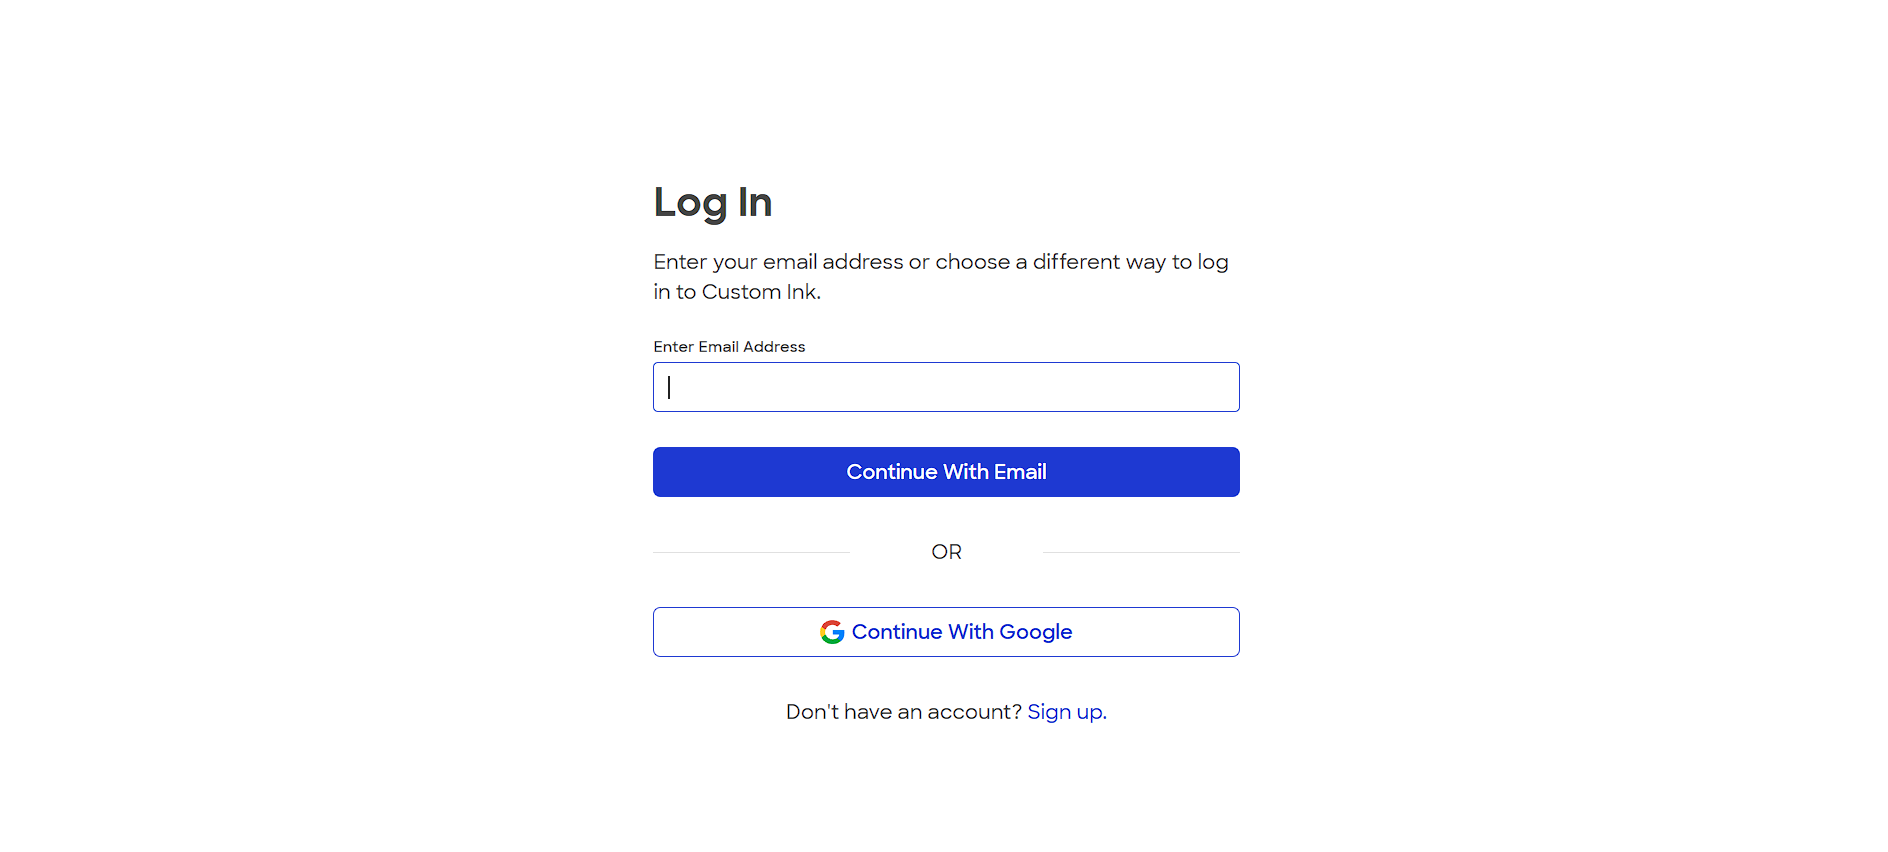 Log In
Enter your email address or choose a different way to log
in to Custom Ink.
Enter Email Address
Continue With Email
OR
Continue With Google
Don't have an account? Sign up.